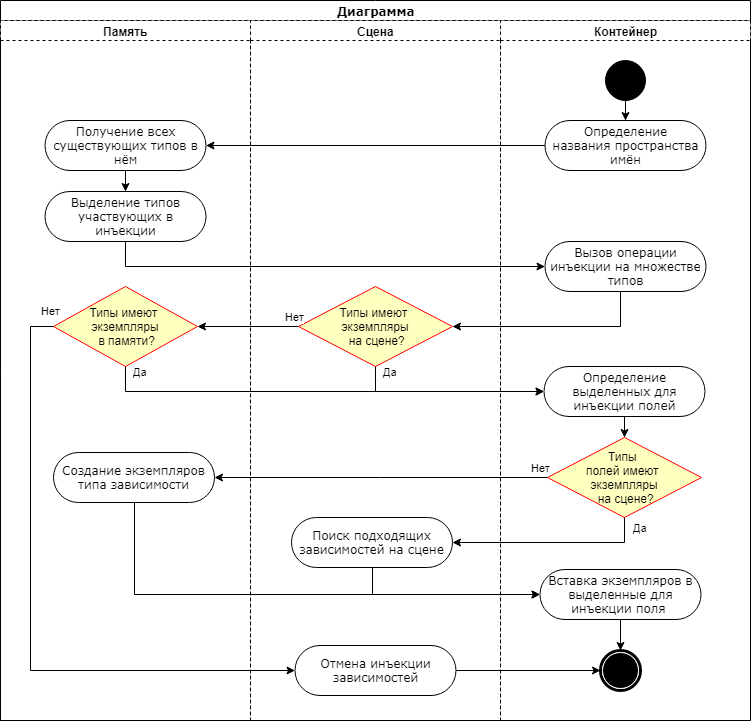 Диаграмма
Память
Сцена
Контейнер
Определение
названия пространства
имён
Получение всех
существующих типов в
нём
Выделение типов
участвующих в
инъекции
Вызов операции
инъекции на множестве
типов
Типы имеют
экземпляры
на сцене?
Нет
Да
Типы имеют
экземпляры
в памяти?
Нет
Да
Определение
выделенных для
инъекции полей
Типы
полей имеют
экземпляры
на сцене?
Нет
Да
Создание экземпляров
типа зависимости
Поиск подходящих
зависимостей на сцене
Вставка экземпляров в
выделенные для
инъекции поля
Отмена инъекции
зависимостей